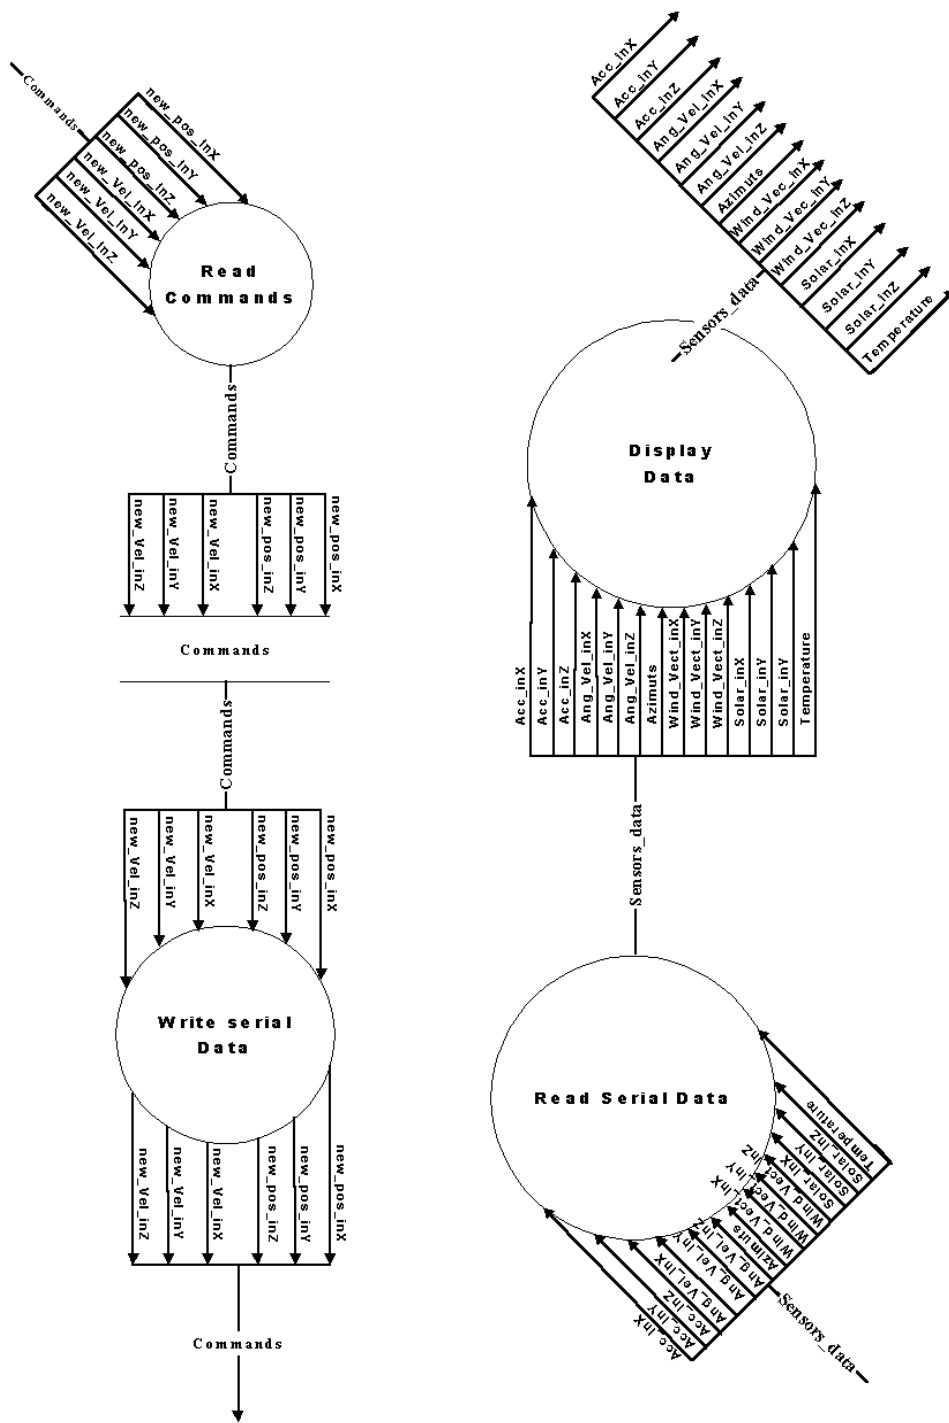 Commands
new_pos_inX
new_pos_inY
new_pos_inZ
new_Vel_inX
new_Vel_inY
new_Vel_inZ
Read
Commands
Commands
new_Vel_inZ
new_Vel_inY
new_Vel_inX
new_pos_inZ
new_pos_inY
new_pos_inX
Commands
Commands
new_Vel_inZ
new_Vel_inY
new_Vel_inX
new_pos_inZ
new_pos_inY
new_pos_inX
Write serial
Data
new_Vel_inZ
new_Vel_inY
new_Vel_inX
new_pos_inZ
new_pos_inY
new_pos_inX
Commands
Acc_inX
Acc_inY
Acc_inZ
Ang_Vel_inX
Ang_Vel_inY
Ang_Vel_inZ
Azimute
Wind_Vec_inX
Wind_Vec_inY
Wind_Vec_inZ
Solar_inX
Solar_inY
Solar_inZ
Temperature
Sensors_data
Display
Data
Acc_inX
Acc_inY
Acc_inZ
Ang_Vel_inX
Ang_Vel_inY
Ang_Vel_inZ
Azimuts
Wind_Vect_inX
Wind_Vect_inY
Wind_Vect_inZ
Solar_inX
Solar_inY
Solar_inY
Temperature
Sensors_data
Read Serial Data
Temperature
Solar_inZ
Solar_inY
Solar_inX
Wind_Vect_inZ
Wind_Vect_inY
Wind_Vect_inX
Azimute
Ang_Vel_inZ
Ang_Vel_inY
Ang_Vel_inX
Acc_inZ
Acc_inY
Acc_inX
Sensors_data